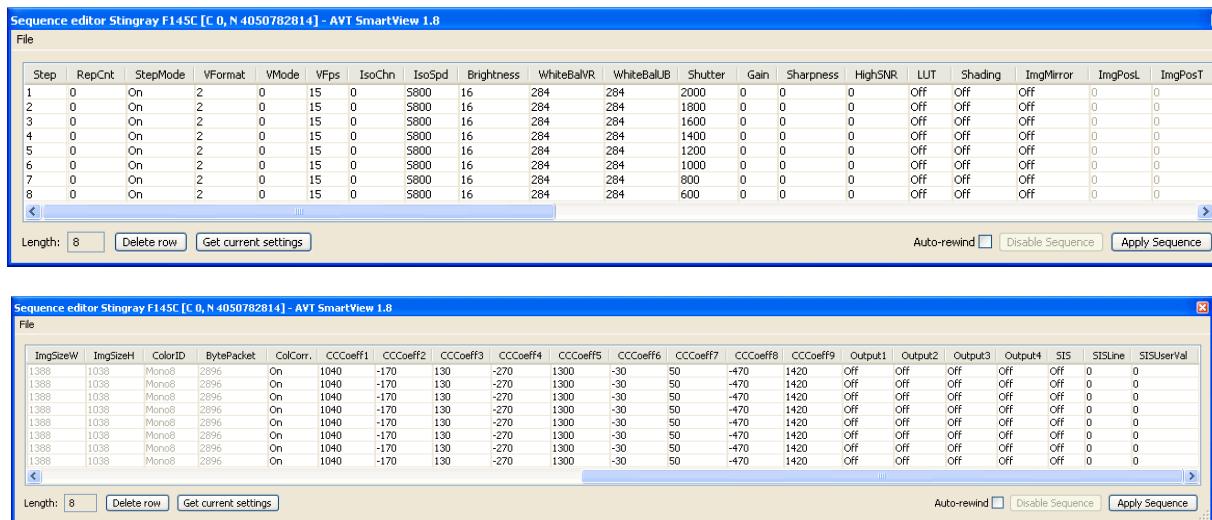 Sequence editor Stingray F145C [C 0, N 4050782814] - AVT SmartView 1.8
File
Step RepCnt StepMode VFormat VMode VFps IsoChn IsoSpd Brightness WhiteBalVR WhiteBalUB Shutter Gain Sharpness HighSNR LUT Shading ImgMirror ImgPosL ImgPosT
1 0 On 2 0 15 0 S800 16 284 284 2000 0 0 0 Off Off Off 0 0
2 0 On 2 0 15 0 S800 16 284 284 1800 0 0 0 Off Off Off 0 0
3 0 On 2 0 15 0 S800 16 284 284 1600 0 0 0 Off Off Off 0 0
4 0 On 2 0 15 0 S800 16 284 284 1400 0 0 0 Off Off Off 0 0
5 0 On 2 0 15 0 S800 16 284 284 1200 0 0 0 Off Off Off 0 0
6 0 On 2 0 15 0 S800 16 284 284 1000 0 0 0 Off Off Off 0 0
7 0 On 2 0 15 0 S800 16 284 284 800 0 0 0 Off Off Off 0 0
8 0 On 2 0 15 0 S800 16 284 284 600 0 0 0 Off Off Off 0 0
Length: 8 Delete row Get current settings Auto-rewind Disable Sequence Apply Sequence
Sequence editor Stingray F145C [C 0, N 4050782814] - AVT SmartView 1.8
File
ImgSizeW ImgSizeH ColorID BytePacket ColCorr. CCCoeff1 CCCoeff2 CCCoeff3 CCCoeff4 CCCoeff5 CCCoeff6 CCCoeff7 CCCoeff8 CCCoeff9 Output1 Output2 Output3 Output4 SIS SISLine SISUserVal
1388 1038 Mono8 2896 On 1040 -170 130 -270 1300 -30 50 -470 1420 Off Off Off Off Off 0 0
1388 1038 Mono8 2896 On 1040 -170 130 -270 1300 -30 50 -470 1420 Off Off Off Off Off 0 0
1388 1038 Mono8 2896 On 1040 -170 130 -270 1300 -30 50 -470 1420 Off Off Off Off Off 0 0
1388 1038 Mono8 2896 On 1040 -170 130 -270 1300 -30 50 -470 1420 Off Off Off Off Off 0 0
1388 1038 Mono8 2896 On 1040 -170 130 -270 1300 -30 50 -470 1420 Off Off Off Off Off 0 0
1388 1038 Mono8 2896 On 1040 -170 130 -270 1300 -30 50 -470 1420 Off Off Off Off Off 0 0
1388 1038 Mono8 2896 On 1040 -170 130 -270 1300 -30 50 -470 1420 Off Off Off Off Off 0 0
1388 1038 Mono8 2896 On 1040 -170 130 -270 1300 -30 50 -470 1420 Off Off Off Off Off 0 0
Length: 8 Delete row Get current settings Auto-rewind Disable Sequence Apply Sequence